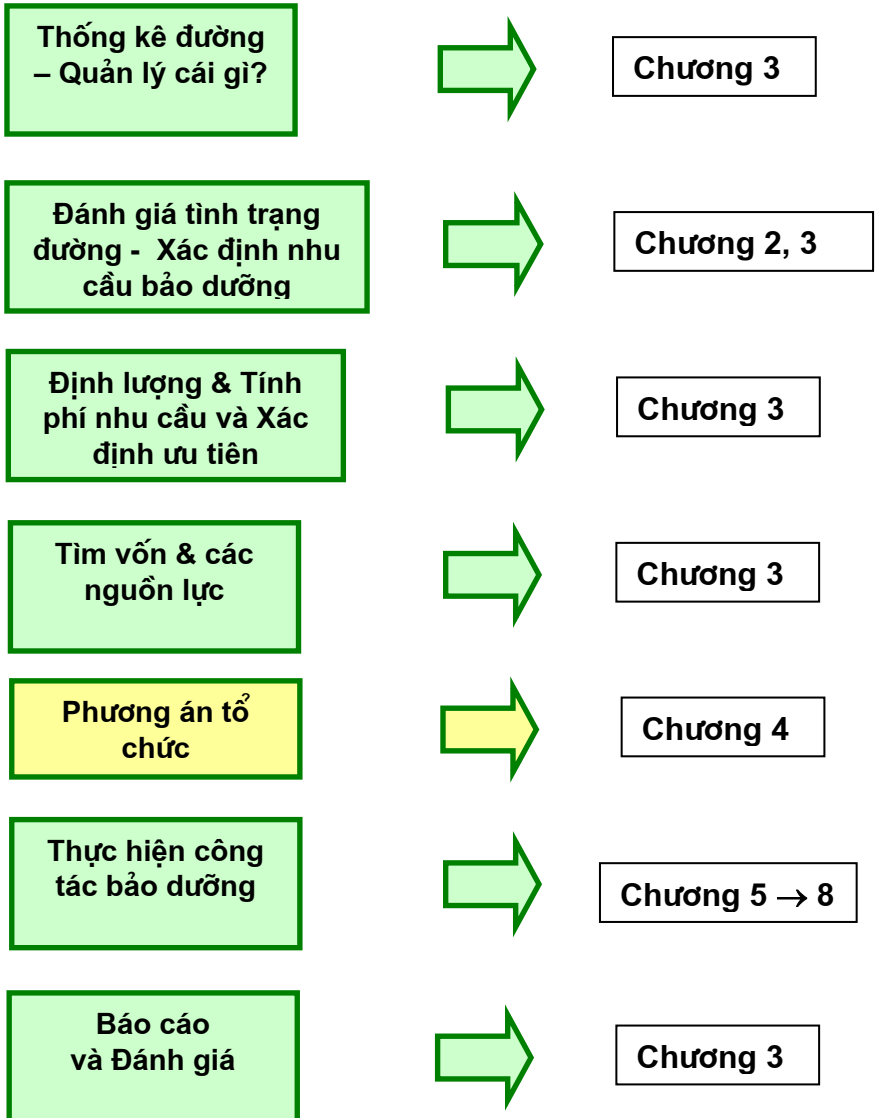 Thống kê đường
– Quản lý cái gì?
Chương 3
Đánh giá tình trạng
đường - Xác định nhu
cầu bảo dưỡng
Chương 2, 3
Định lượng & Tính
phí nhu cầu và Xác
định ưu tiên
Chương 3
Tìm vốn & các
nguồn lực
Chương 3
Phương án tổ
chức
Chương 4
Thực hiện công
tác bảo dưỡng
Chương 5 → 8
Báo cáo
và Đánh giá
Chương 3